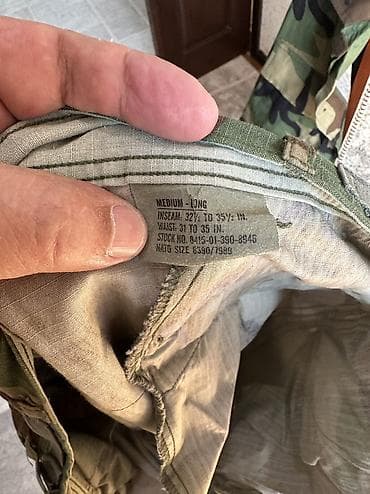 MEDIUM - LONG
INSEAM: 32½ TO 35½ IN.
WAIST: 31 TO 35 IN.
STOCK NO. 8415-01-390-8946
NATO SIZE 8390/7989